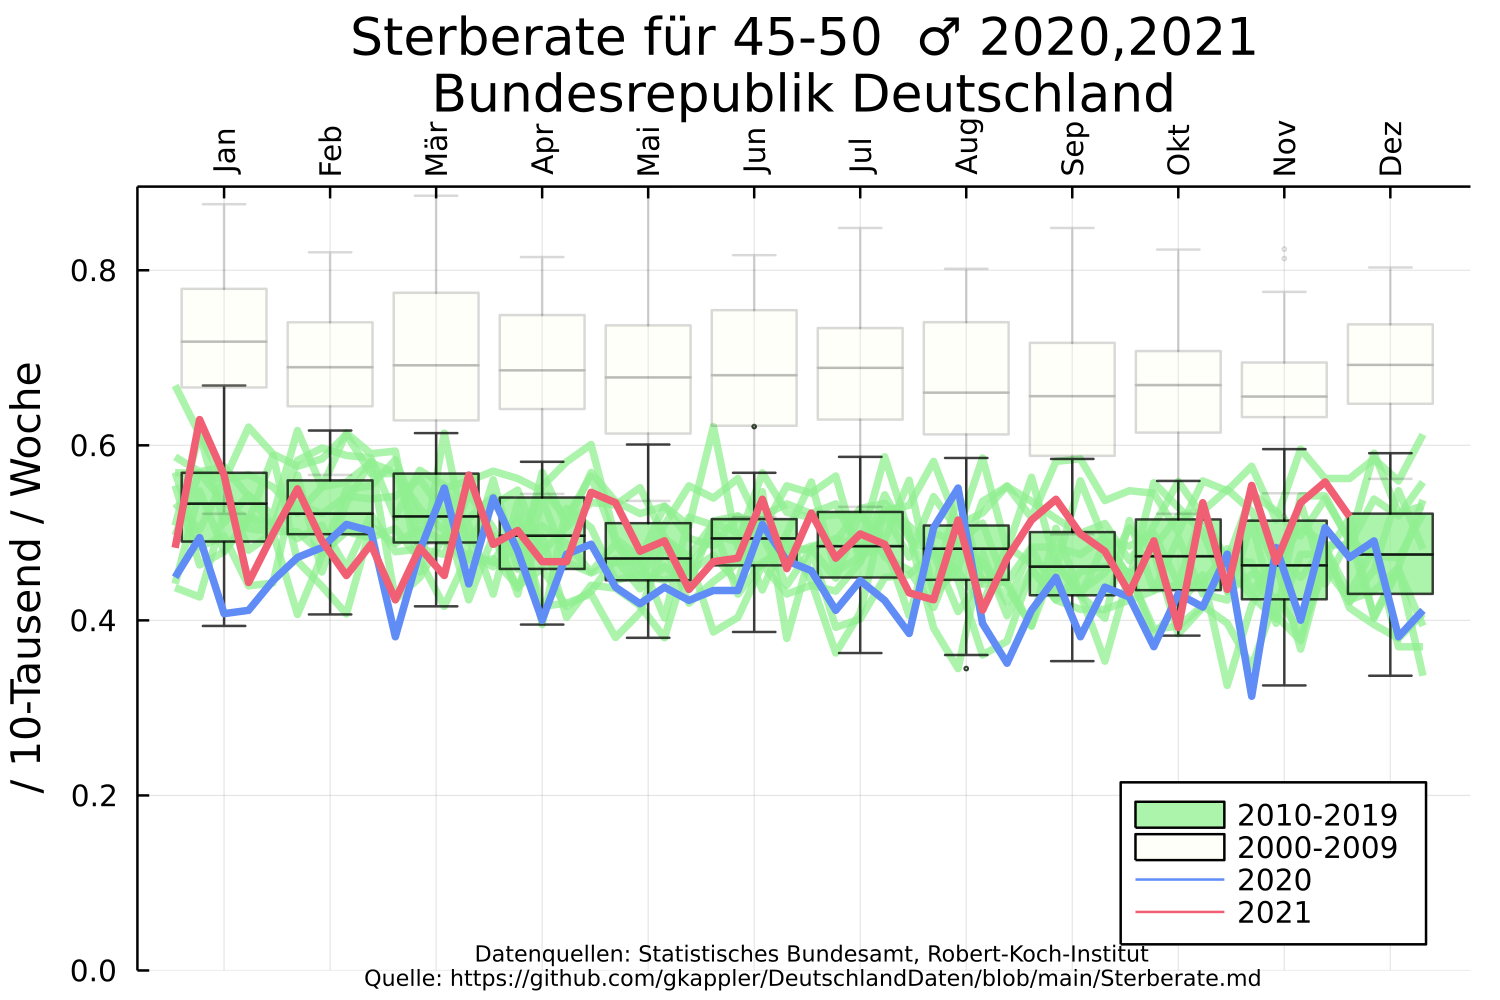 Sterberate für 45-50 ♂ 2020,2021
Bundesrepublik Deutschland
Jan
Feb
Mär
Apr
Mai
Jun
Jul
Aug
Sep
Okt
Nov
Dez
/ 10-Tausend / Woche
0.8
0.6
0.4
0.2
0.0
2010-2019
2000-2009
2020
2021
Datenquellen: Statistisches Bundesamt, Robert-Koch-Institut
Quelle: https://github.com/gkappler/DeutschlandDaten/blob/main/Sterberate.md